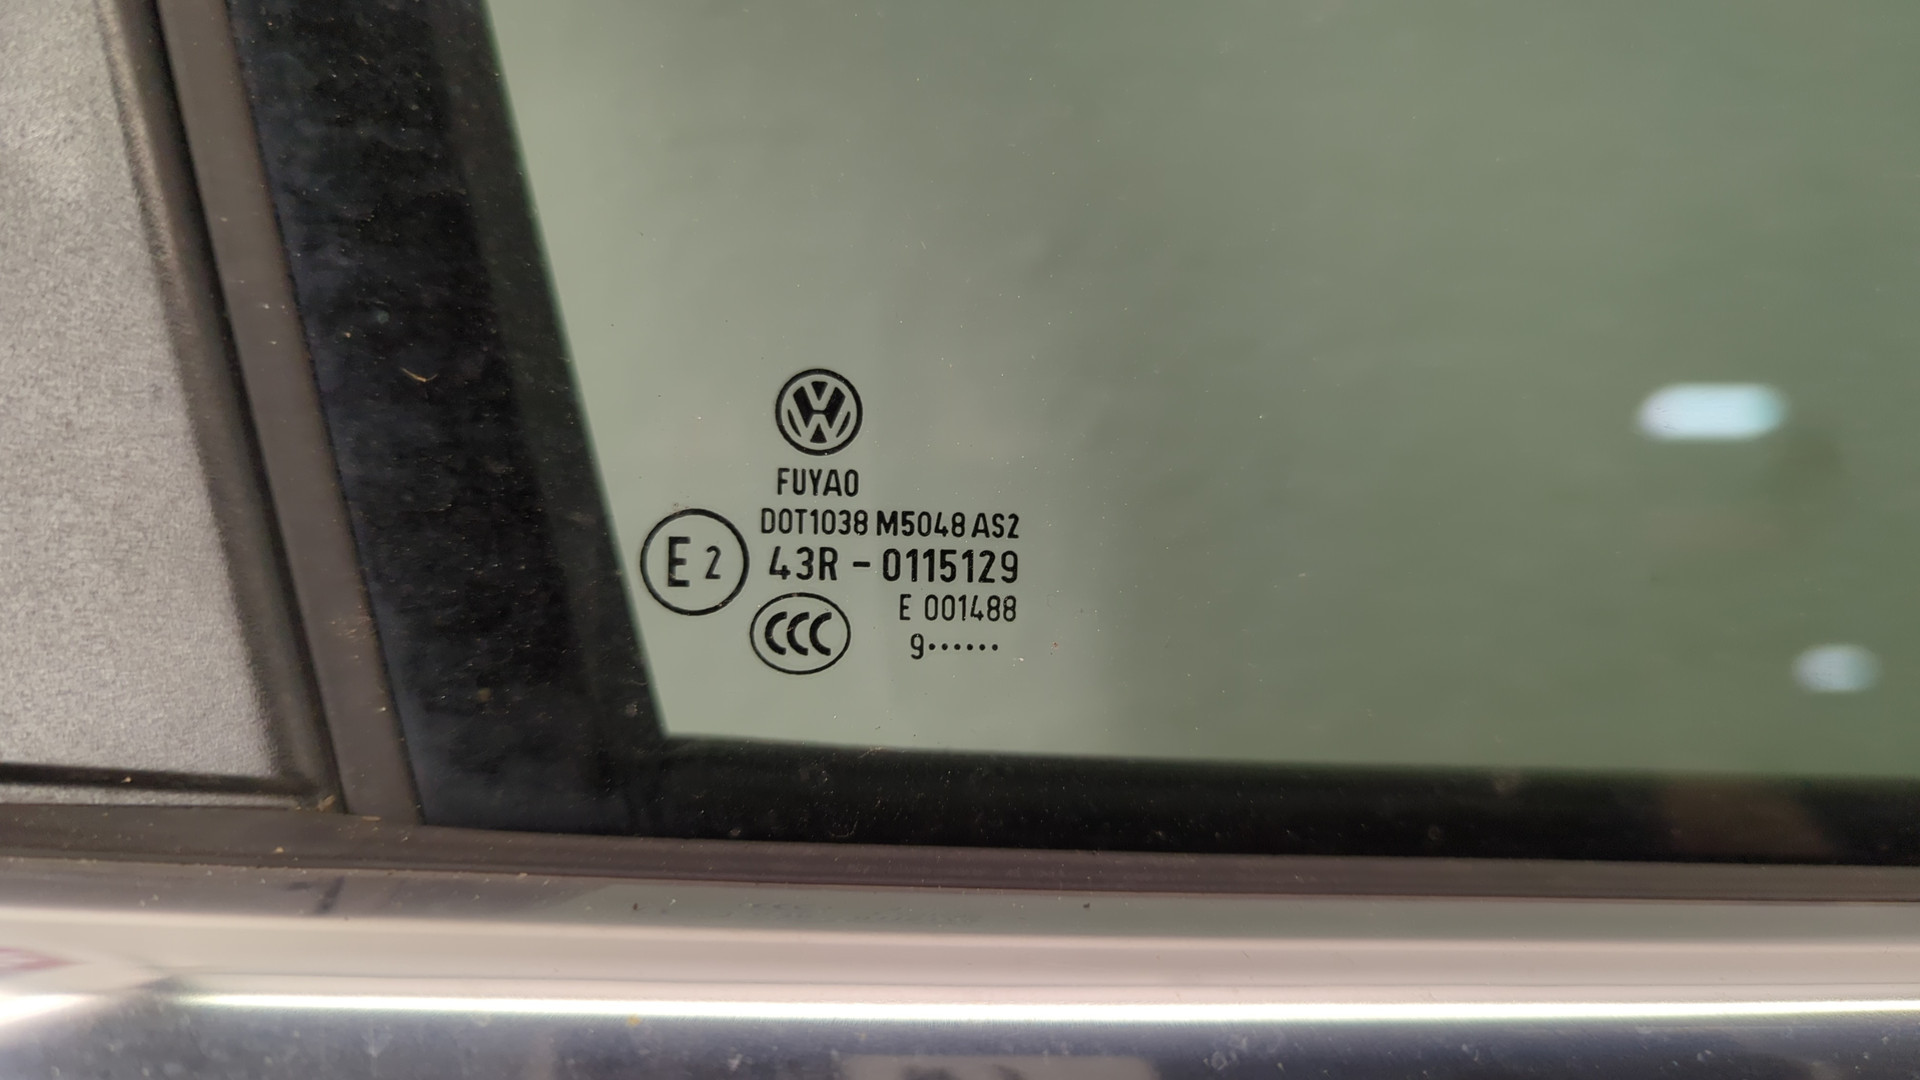 FUYAO
DOT1038 M5048 AS2
E2 43R - 0115129
E 001488
CCC
9······